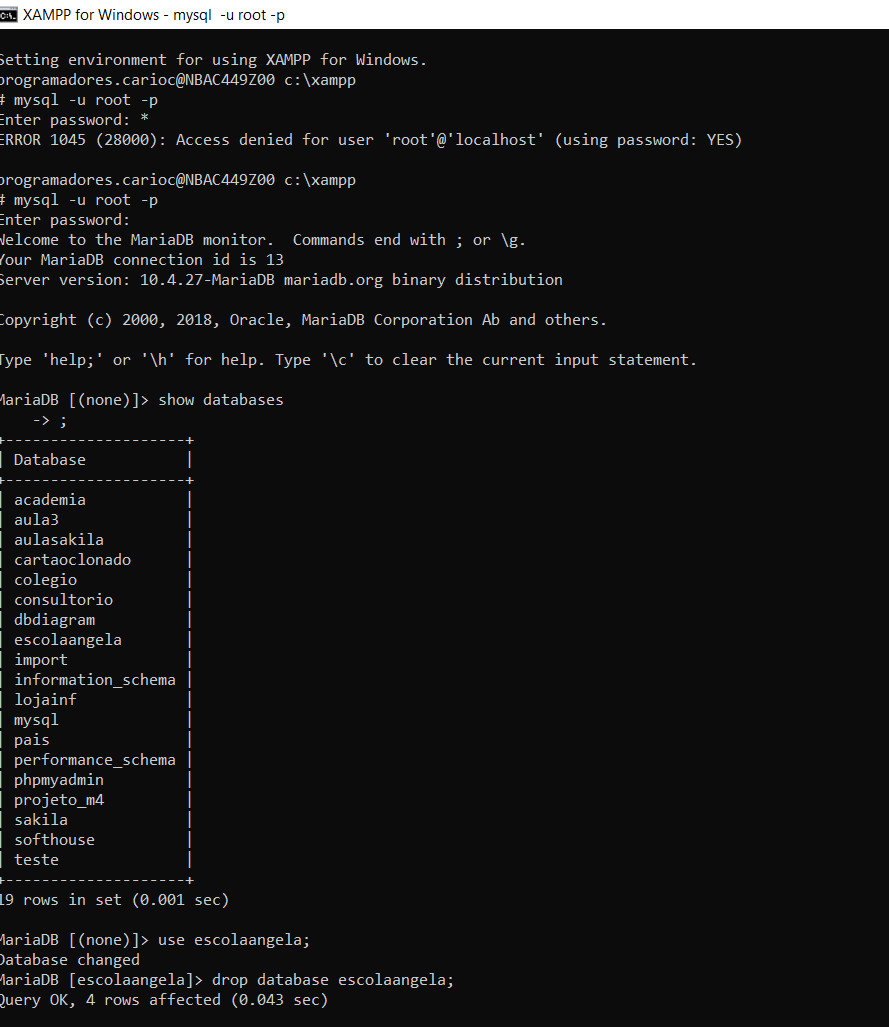 XAMPP for Windows - mysql  -u root -p
Setting environment for using XAMPP for Windows.
programadores.carioc@NBAC449Z00 c:\xampp
# mysql -u root -p
Enter password: *
ERROR 1045 (28000): Access denied for user 'root'@'localhost' (using password: YES)
programadores.carioc@NBAC449Z00 c:\xampp
# mysql -u root -p
Enter password:
Welcome to the MariaDB monitor.  Commands end with ; or \g.
Your MariaDB connection id is 13
Server version: 10.4.27-MariaDB mariadb.org binary distribution
Copyright (c) 2000, 2018, Oracle, MariaDB Corporation Ab and others.
Type 'help;' or '\h' for help. Type '\c' to clear the current input statement.
MariaDB [(none)]> show databases
    -> ;
+--------------------+
| Database           |
+--------------------+
| academia           |
| aula3              |
| aulasakila         |
| cartaoclonado      |
| colegio            |
| consultorio        |
| dbdiagram          |
| escolaangela       |
| import             |
| information_schema |
| lojainf            |
| mysql              |
| pais               |
| performance_schema |
| phpmyadmin         |
| projeto_m4         |
| sakila             |
| softhouse          |
| teste              |
+--------------------+
19 rows in set (0.001 sec)
MariaDB [(none)]> use escolaangela;
Database changed
MariaDB [escolaangela]> drop database escolaangela;
Query OK, 4 rows affected (0.043 sec)